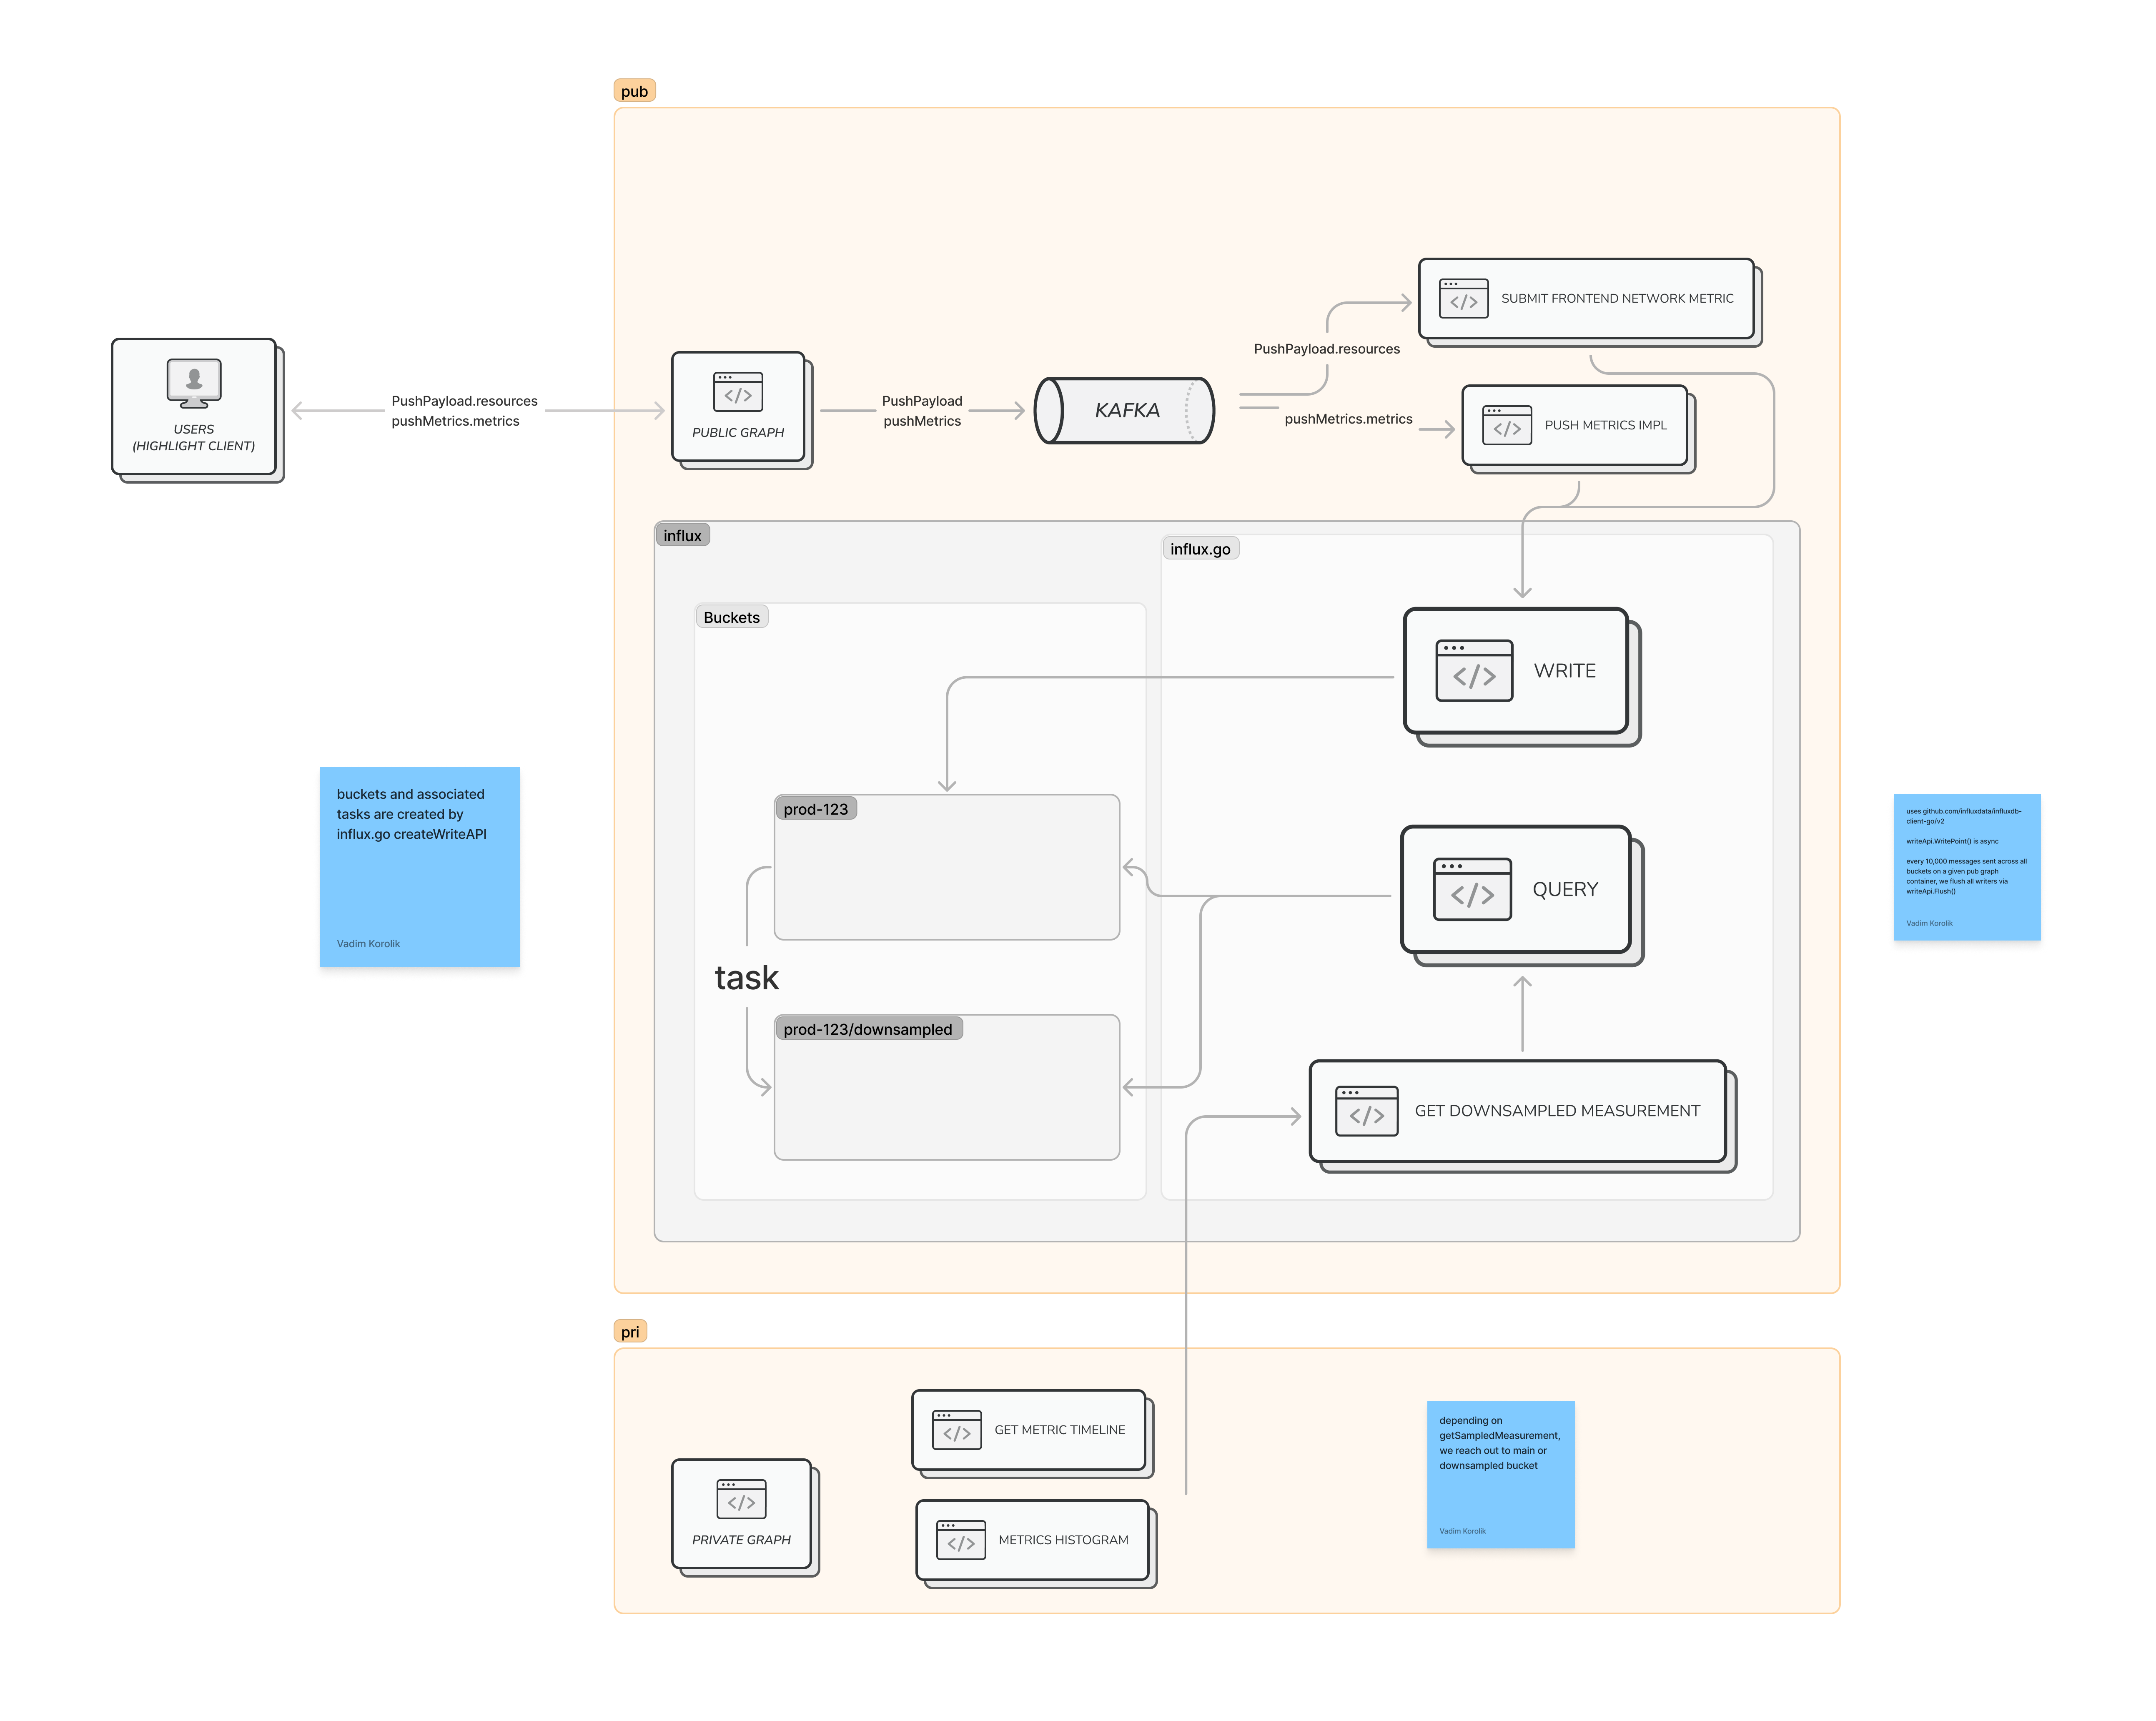 pub
SUBMIT FRONTEND NETWORK METRIC
PushPayload.resources
USERS
(HIGHLIGHT CLIENT)
PushPayload.resources
pushMetrics.metrics
PUBLIC GRAPH
PushPayload
pushMetrics
KAFKA
pushMetrics.metrics
PUSH METRICS IMPL
influx
influx.go
Buckets
WRITE
buckets and associated
tasks are created by
influx.go createWriteAPI
Vadim Korolik
prod-123
QUERY
uses github.com/influxdata/influxdb-
client-go/v2
writeApi.WritePoint() is async
every 10,000 messages sent across all
buckets on a given pub graph
container, we flush all writers via
writeApi.Flush()
Vadim Korolik
task
prod-123/downsampled
GET DOWNSAMPLED MEASUREMENT
pri
GET METRIC TIMELINE
PRIVATE GRAPH
METRICS HISTOGRAM
depending on
getSampledMeasurement,
we reach out to main or
downsampled bucket
Vadim Korolik